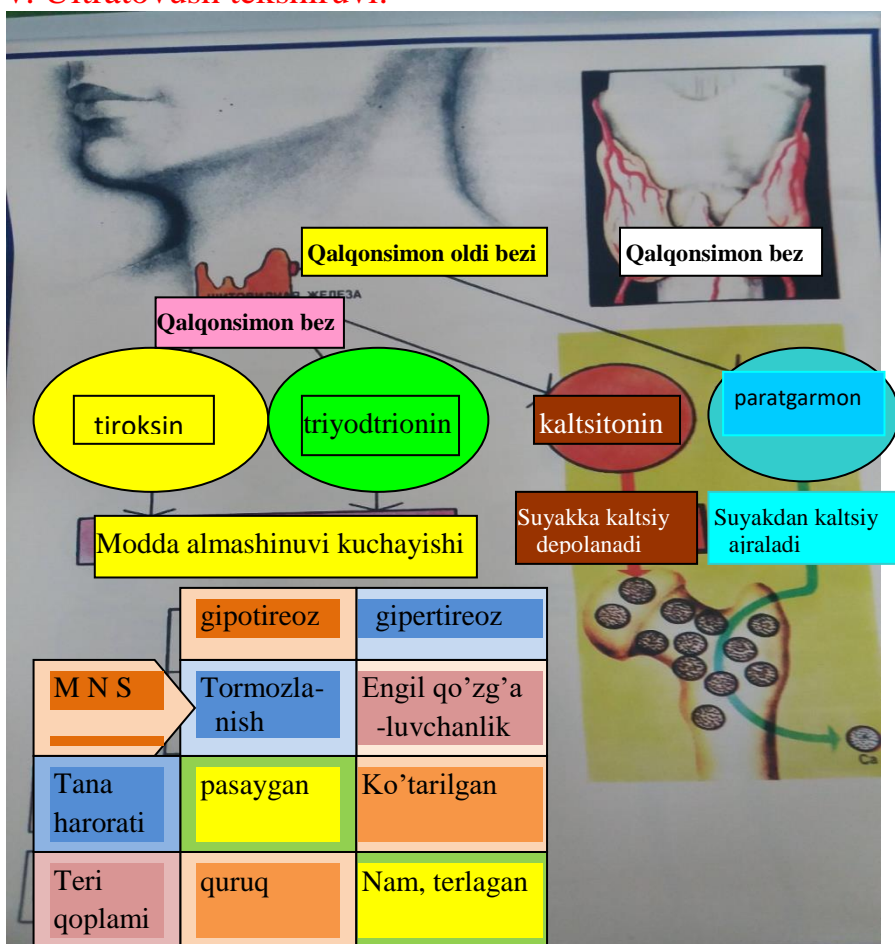 V. Ultratovush tekshiruvi.
Qalqonsimon oldi bezi
Qalqonsimon bez
ЩИТОВИДНАЯ ЖЕЛЕЗА
Qalqonsimon bez
tiroksin
triyodtrionin
kaltsitonin
paratgarmon
Modda almashinuvi kuchayishi
Suyakka kaltsiy
depolanadi
Suyakdan kaltsiy
ajraladi
gipotireoz
gipertireoz
M N S
Tormozla-
nish
Engil qo’zg’a
-luvchanlik
Tana
harorati
pasaygan
Ko’tarilgan
Teri
qoplami
quruq
Nam, terlagan
Ca